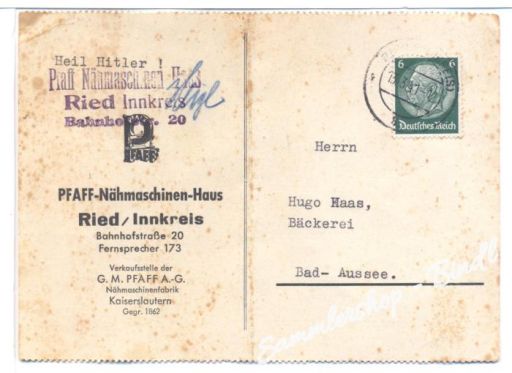 Heil Hitler !
Pfaff Nähmaschinen-Haus
Ried Innkreis
Bahnhofstr. 20
P
PFAFF
PFAFF-Nähmaschinen-Haus
Ried/Innkreis
Bahnhofstraße 20
Fernsprecher 173
Verkaufsstelle der
G. M. PFAFF A.-G.
Nähmaschinenfabrik
Kaiserslautern
Gegr. 1862
6 6
Deutsches Reich
Herrn
Hugo Haas,
Bäckerei
Bad- Aussee.
Sammlershop - Sindl